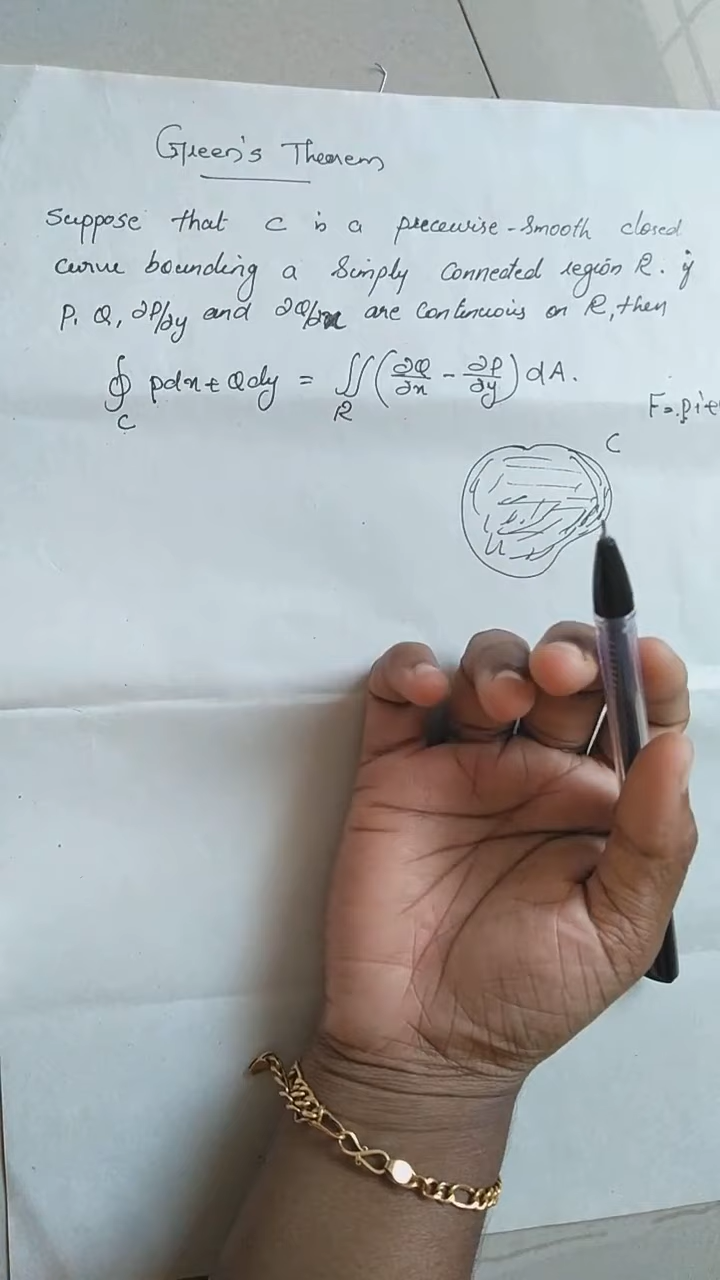 Green's Theorem
Suppose that C is a piecewise-smooth closed
curve bounding a simply connected region R. if
P, Q, ∂P/∂y and ∂Q/∂x are continuous on R, then
∮_C pdx + Qdy = ∬_R (∂Q/∂x - ∂P/∂y) dA.
F = pi+
C